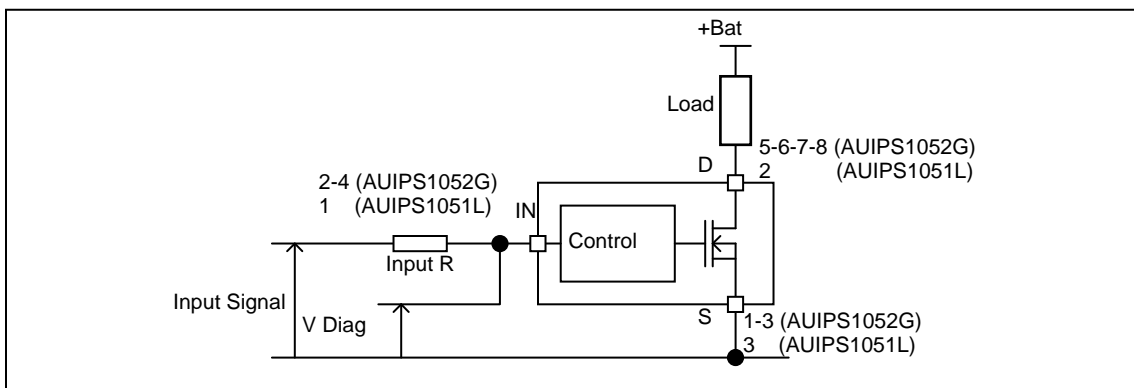 +Bat
Load
5-6-7-8 (AUIPS1052G)
D
2 (AUIPS1051L)
2-4 (AUIPS1052G)
1 (AUIPS1051L)
IN
Control
Input R
Input Signal
V Diag
S
1-3 (AUIPS1052G)
3 (AUIPS1051L)